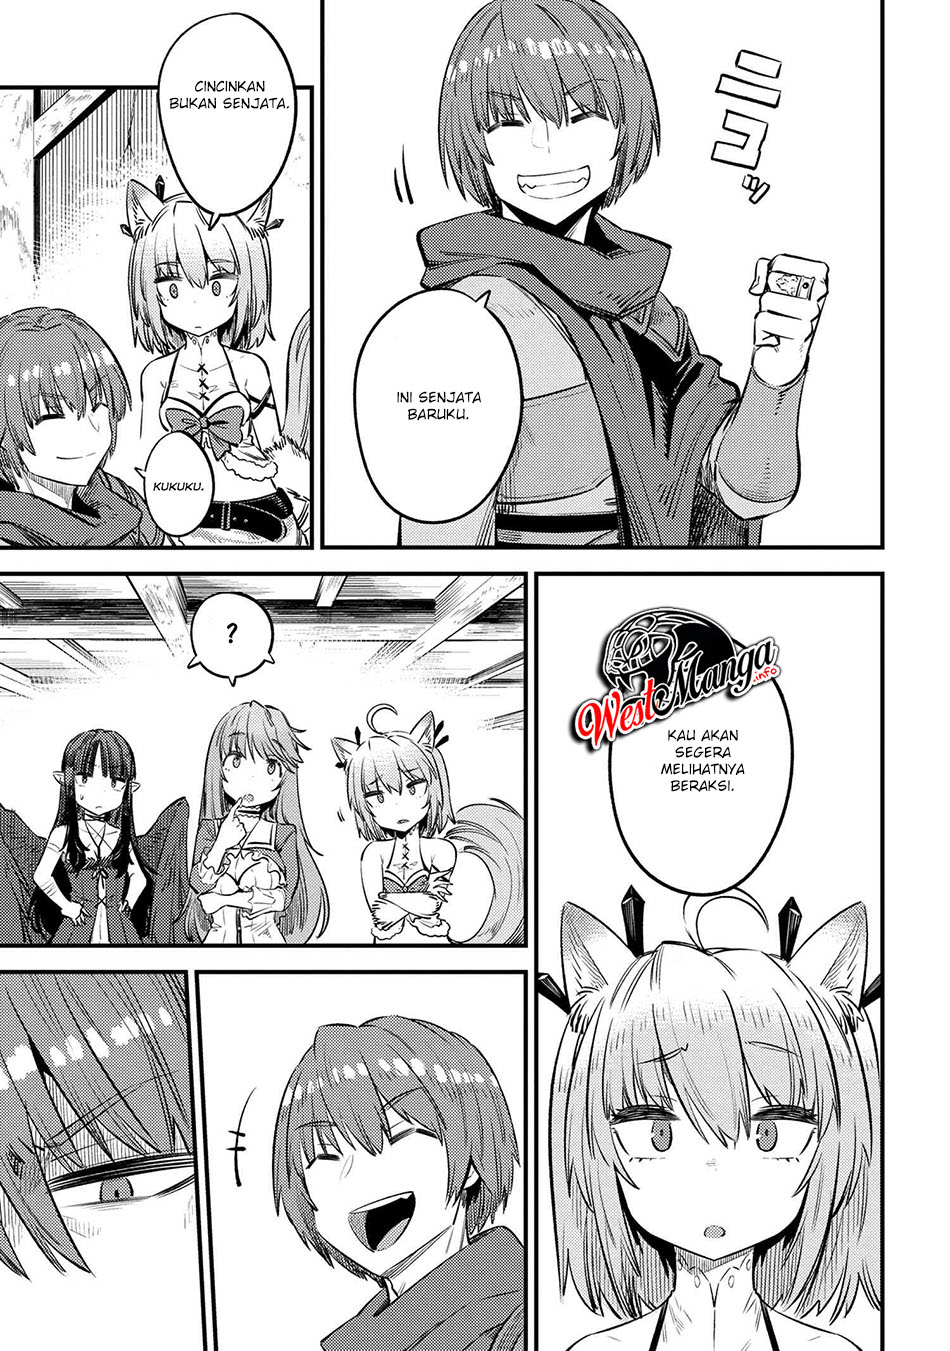 ニコッ
INI SENJATA
BARUKU.
CINCINKAN
BUKAN SENJATA.
KUKUKU.
WestManga
.info
KAU AKAN
SEGERA
MELIHATNYA
BERAKSI.
?